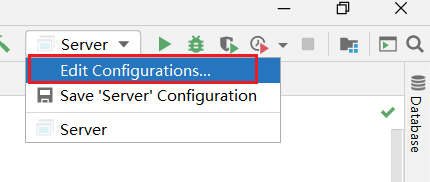 Server
Edit Configurations...
Save 'Server' Configuration
Server
Database